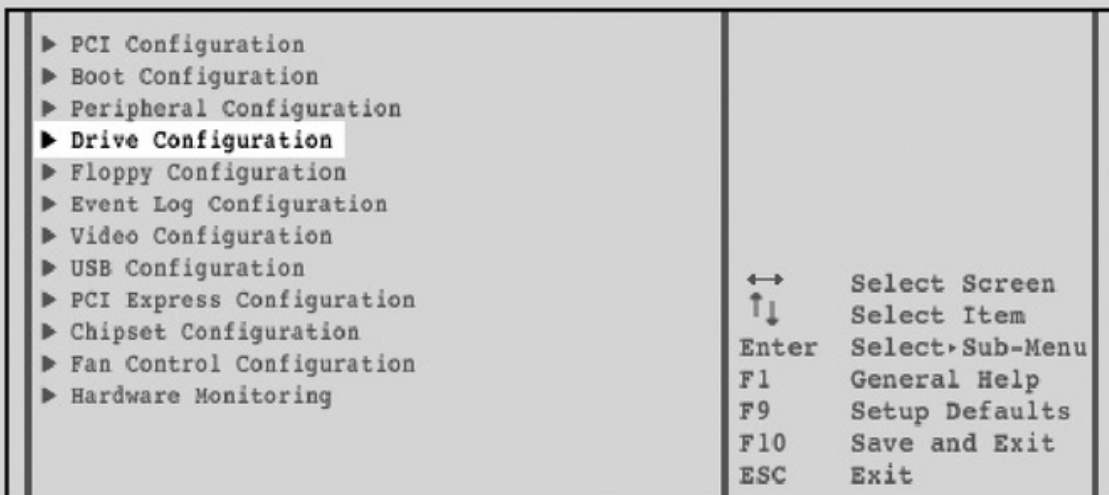 ▶ PCI Configuration
▶ Boot Configuration
▶ Peripheral Configuration
▶ Drive Configuration
▶ Floppy Configuration
▶ Event Log Configuration
▶ Video Configuration
▶ USB Configuration
▶ PCI Express Configuration
▶ Chipset Configuration
▶ Fan Control Configuration
▶ Hardware Monitoring
↔ Select Screen
↑↓ Select Item
Enter Select▸Sub-Menu
F1 General Help
F9 Setup Defaults
F10 Save and Exit
ESC Exit